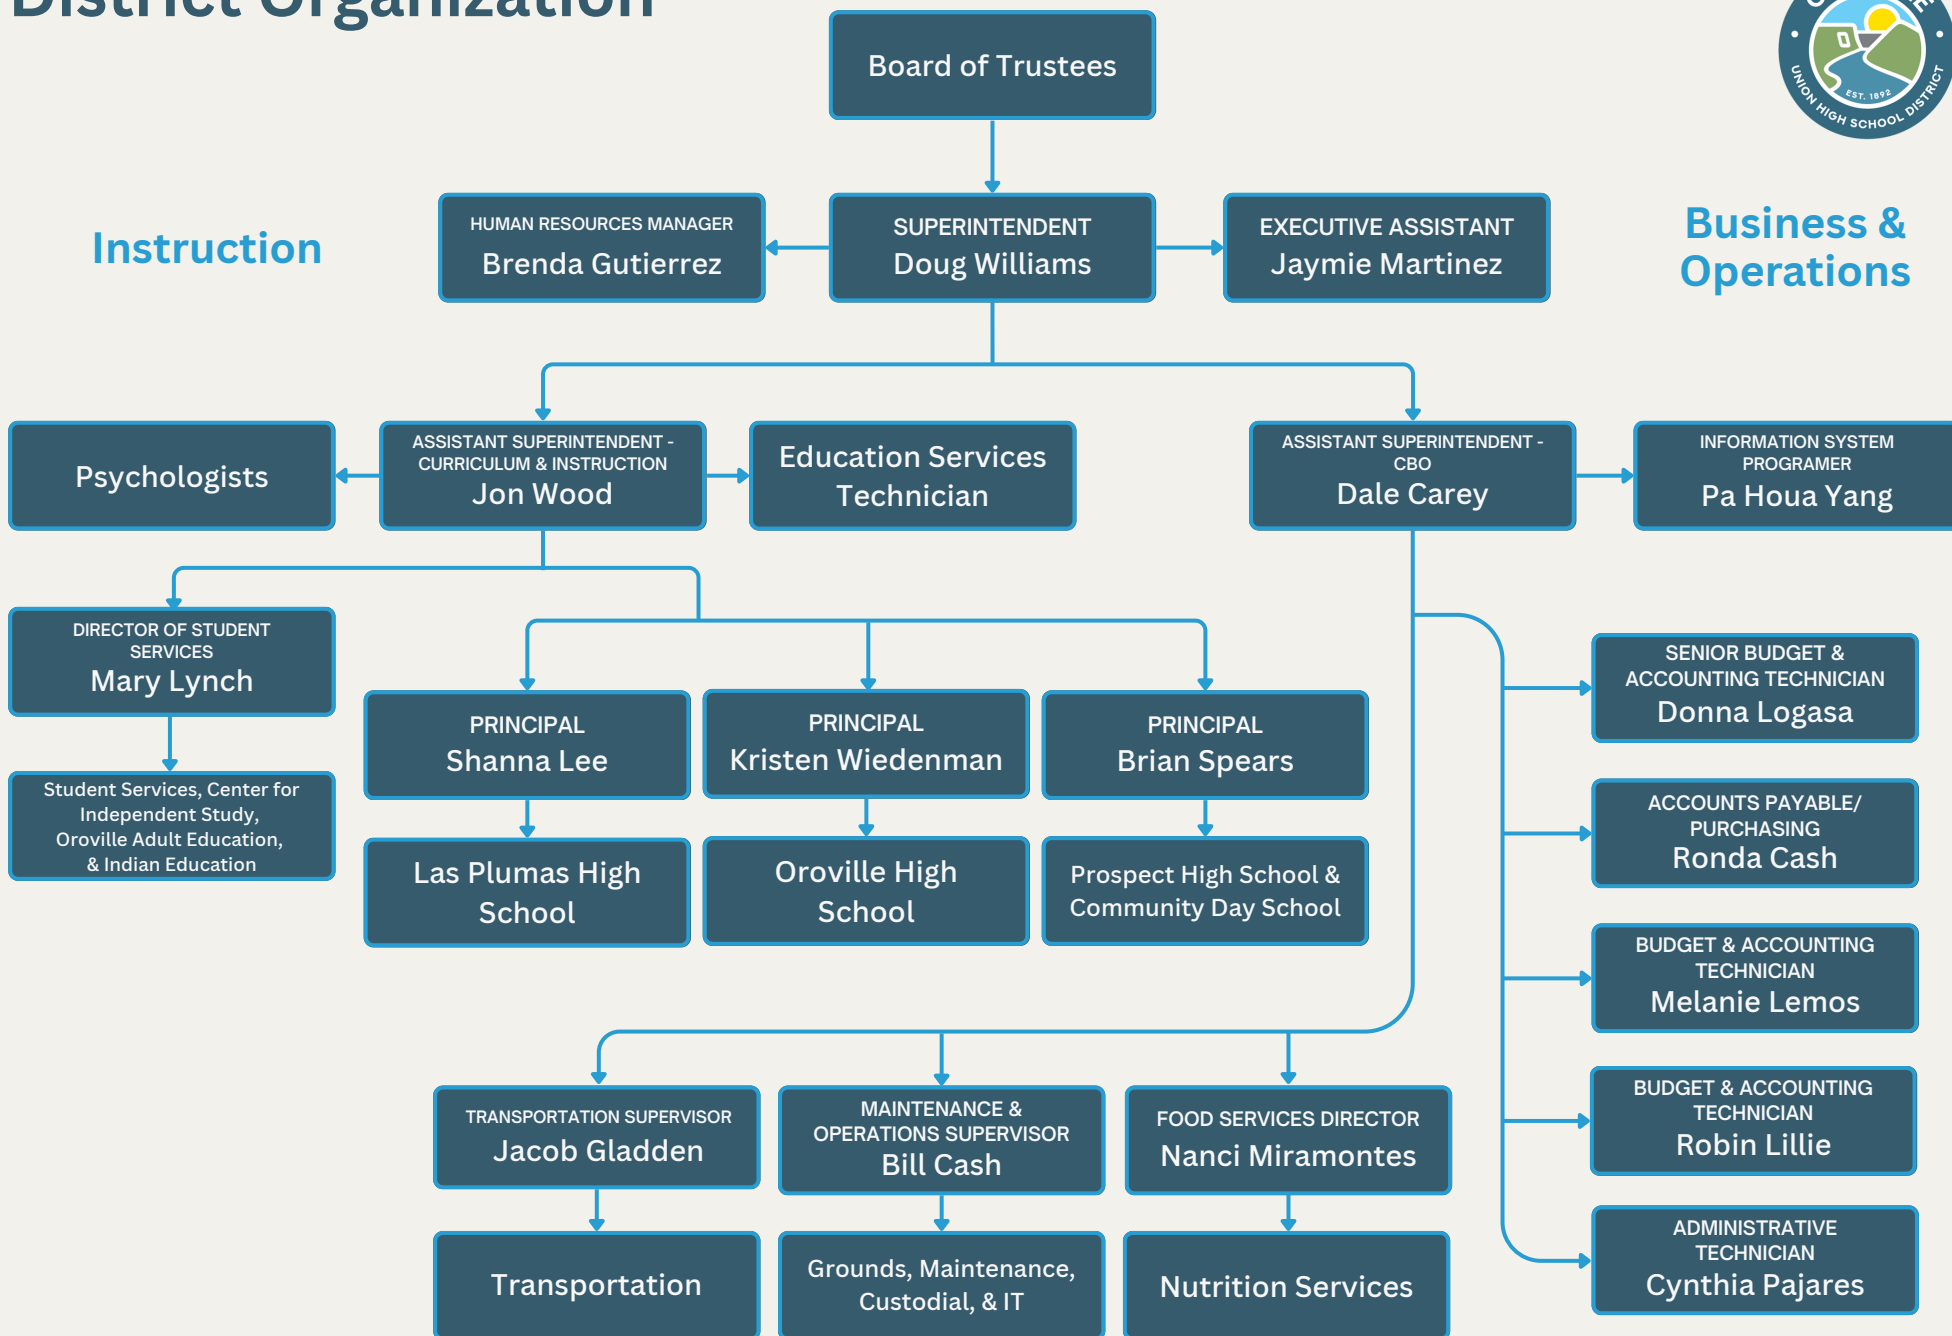 District Organization
UNION HIGH SCHOOL DISTRICT
EST. 1892
Board of Trustees
Instruction
HUMAN RESOURCES MANAGER
Brenda Gutierrez
SUPERINTENDENT
Doug Williams
EXECUTIVE ASSISTANT
Jaymie Martinez
Business &
Operations
Psychologists
ASSISTANT SUPERINTENDENT -
CURRICULUM & INSTRUCTION
Jon Wood
Education Services
Technician
ASSISTANT SUPERINTENDENT -
CBO
Dale Carey
INFORMATION SYSTEM
PROGRAMER
Pa Houa Yang
DIRECTOR OF STUDENT
SERVICES
Mary Lynch
Student Services, Center for
Independent Study,
Oroville Adult Education,
& Indian Education
PRINCIPAL
Shanna Lee
PRINCIPAL
Kristen Wiedenman
PRINCIPAL
Brian Spears
Las Plumas High
School
Oroville High
School
Prospect High School &
Community Day School
SENIOR BUDGET &
ACCOUNTING TECHNICIAN
Donna Logasa
ACCOUNTS PAYABLE/
PURCHASING
Ronda Cash
BUDGET & ACCOUNTING
TECHNICIAN
Melanie Lemos
BUDGET & ACCOUNTING
TECHNICIAN
Robin Lillie
ADMINISTRATIVE
TECHNICIAN
Cynthia Pajares
TRANSPORTATION SUPERVISOR
Jacob Gladden
MAINTENANCE &
OPERATIONS SUPERVISOR
Bill Cash
FOOD SERVICES DIRECTOR
Nanci Miramontes
Transportation
Grounds, Maintenance,
Custodial, & IT
Nutrition Services